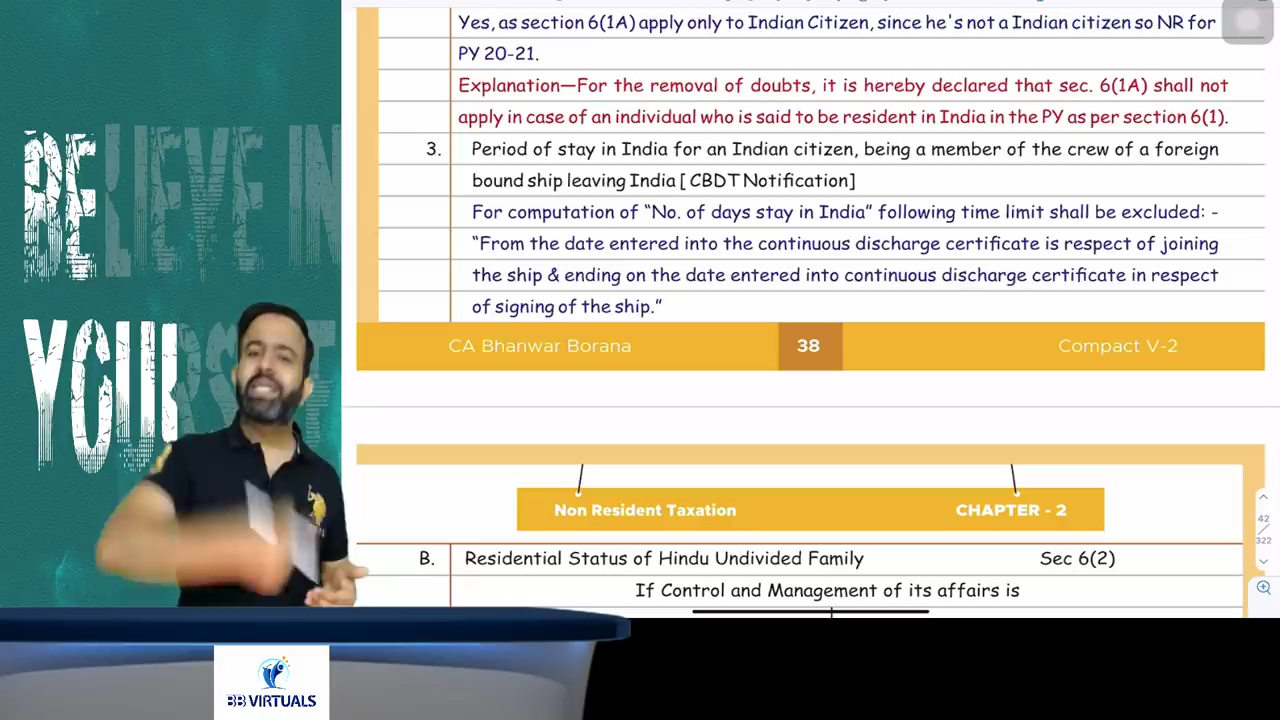 BELIEVE IN
YOURSELF
Yes, as section 6(1A) apply only to Indian Citizen, since he's not a Indian citizen so NR for
PY 20-21.
Explanation—For the removal of doubts, it is hereby declared that sec. 6(1A) shall not
apply in case of an individual who is said to be resident in India in the PY as per section 6(1).
3. Period of stay in India for an Indian citizen, being a member of the crew of a foreign
bound ship leaving India [ CBDT Notification]
For computation of “No. of days stay in India” following time limit shall be excluded: -
“From the date entered into the continuous discharge certificate is respect of joining
the ship & ending on the date entered into continuous discharge certificate in respect
of signing of the ship.”
CA Bhanwar Borana 38 Compact V-2
Non Resident Taxation CHAPTER - 2
42
/
322
B. Residential Status of Hindu Undivided Family Sec 6(2)
If Control and Management of its affairs is
BB VIRTUALS